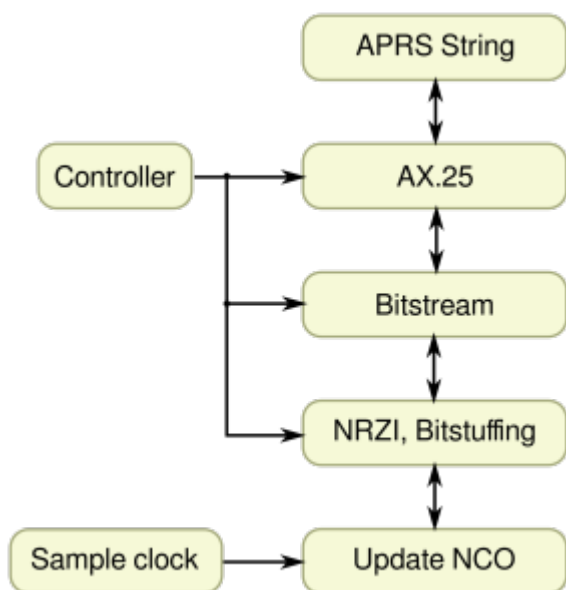 APRS String
Controller
AX.25
Bitstream
NRZI, Bitstuffing
Sample clock
Update NCO